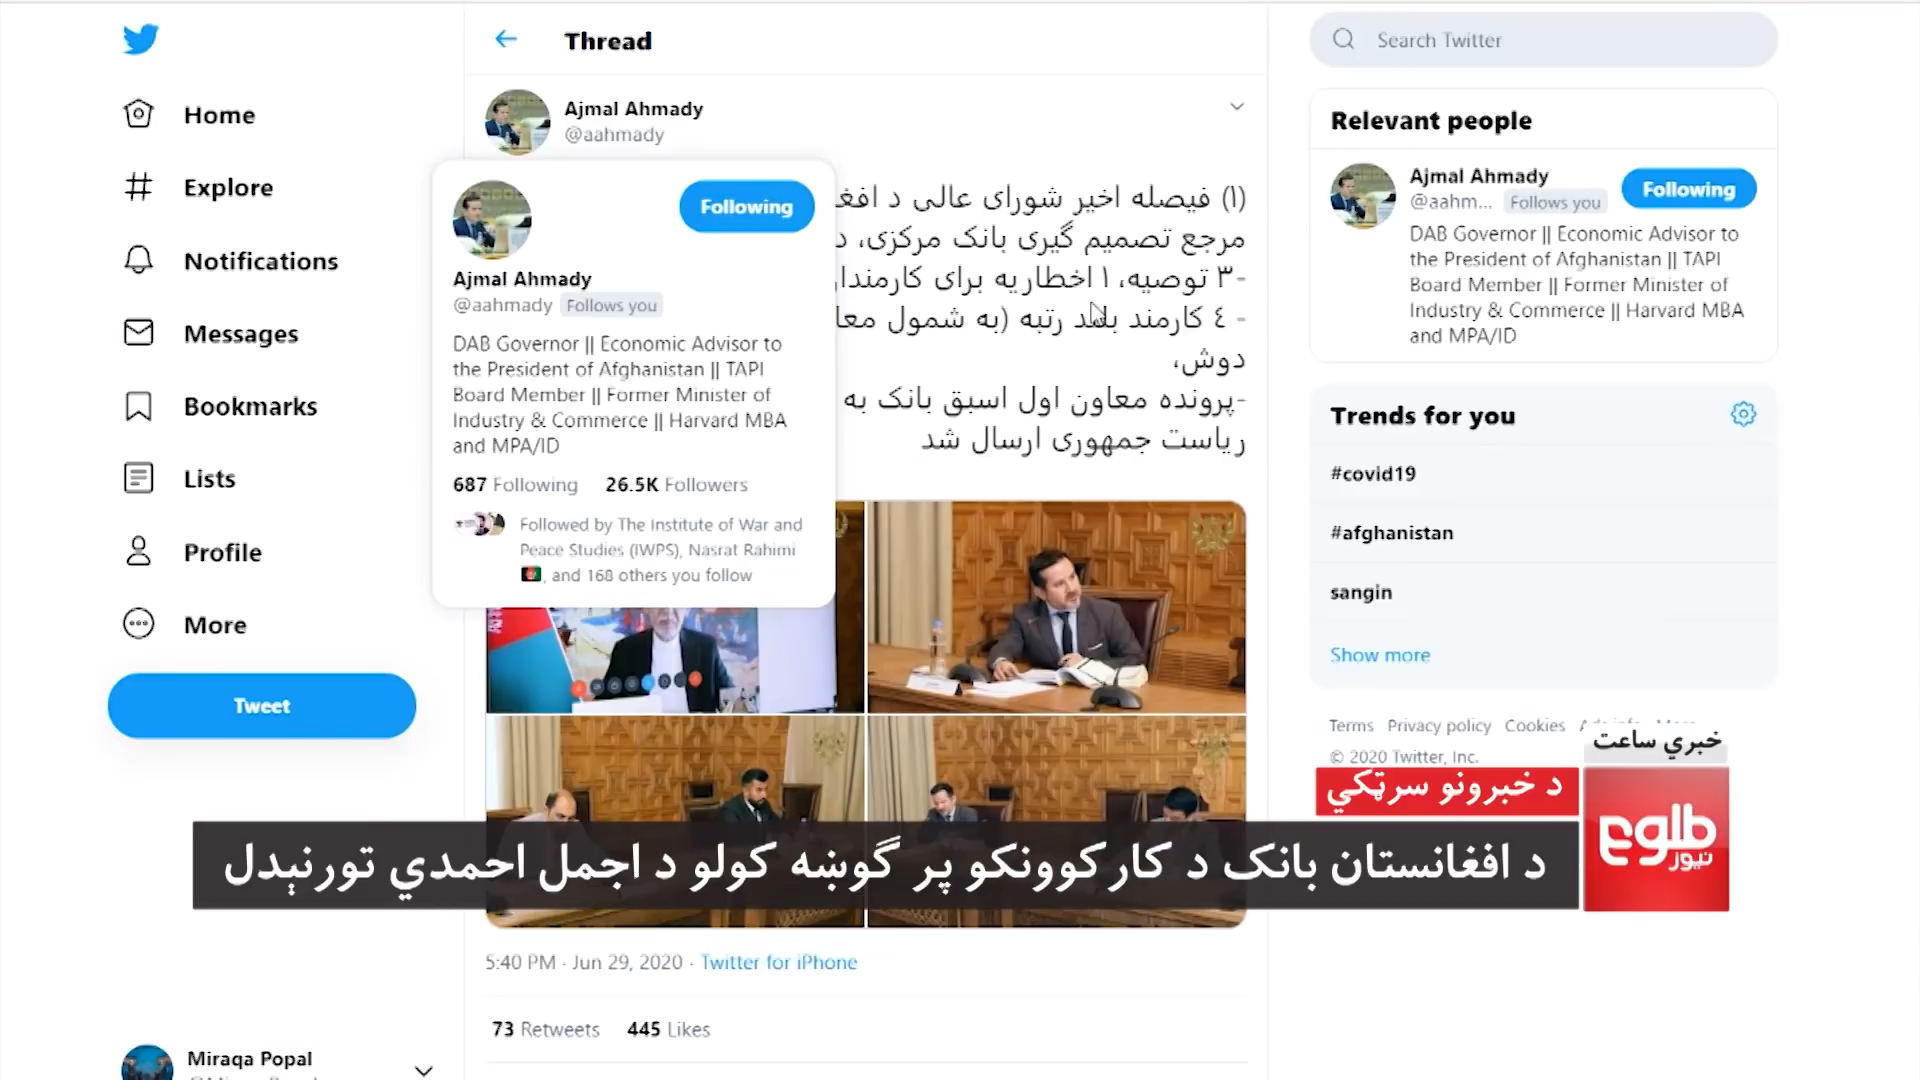 Home
Explore
Notifications
Messages
Bookmarks
Lists
Profile
More
Tweet
Miraqa Popal
Thread
Ajmal Ahmady
@aahmady
(۱) فیصله اخیر شورای عالی د افغ
مرجع تصمیم گیری بانک مرکزی، د
-۳ توصیه، ۱ اخطاریه برای کارمندا
- ٤ کارمند بلند رتبه (به شمول معا
دوش،
-پرونده معاون اول اسبق بانک به
ریاست جمهوری ارسال شد
Following
Ajmal Ahmady
@aahmady Follows you
DAB Governor || Economic Advisor to
the President of Afghanistan || TAPI
Board Member || Former Minister of
Industry & Commerce || Harvard MBA
and MPA/ID
687 Following 26.5K Followers
Followed by The Institute of War and
Peace Studies (IWPS), Nasrat Rahimi
🇦🇫, and 168 others you follow
5:40 PM · Jun 29, 2020 · Twitter for iPhone
73 Retweets 445 Likes
Search Twitter
Relevant people
Ajmal Ahmady
@aahm... Follows you
Following
DAB Governor || Economic Advisor to
the President of Afghanistan || TAPI
Board Member || Former Minister of
Industry & Commerce || Harvard MBA
and MPA/ID
Trends for you
#covid19
#afghanistan
sangin
Show more
Terms Privacy policy Cookies
© 2020 Twitter, Inc.
خبري ساعت
د خبرونو سرټکي
طلوع
نیوز
د افغانستان بانک د کارکوونکو پر گوښه کولو د اجمل احمدي تورنېدل